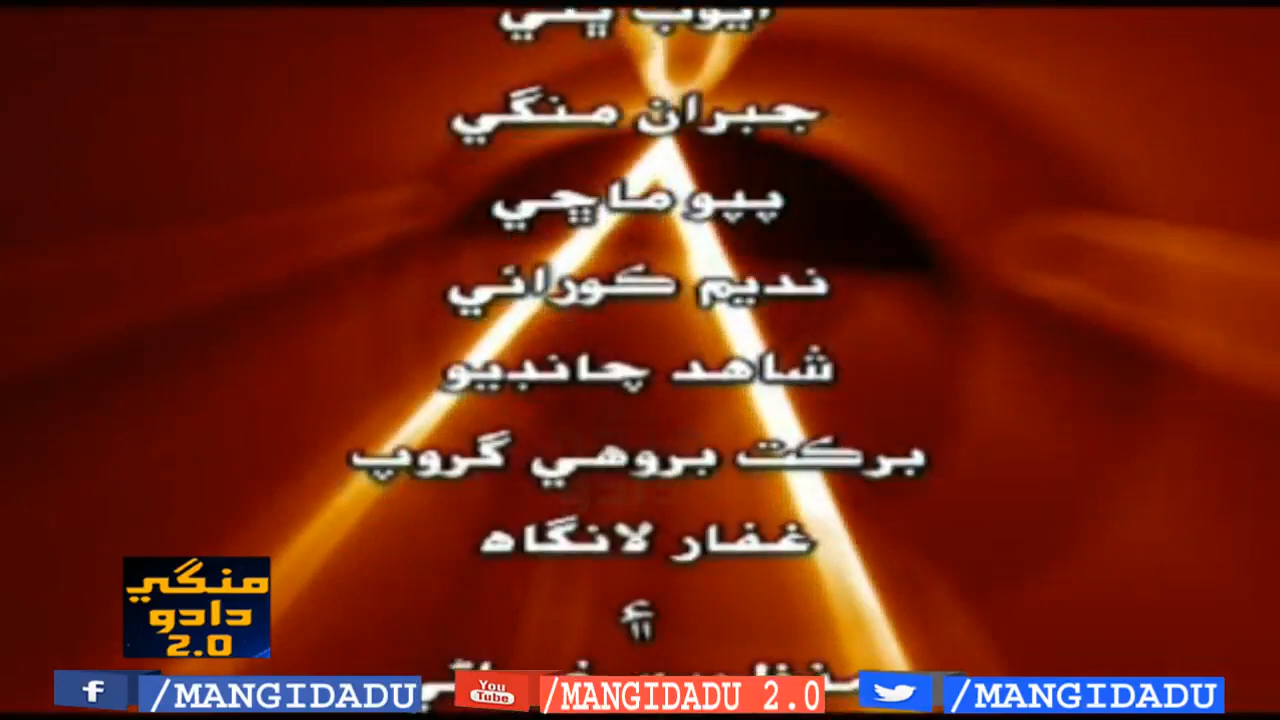 جبران منگي
پپو ماڇي
نديم ڪورائي
شاهد چانڊيو
برڪت بروهي گروپ
غفار لانگاه
۽
منگي
دادو
2.0
/MANGIDADU
You
Tube
/MANGIDADU 2.0
/MANGIDADU